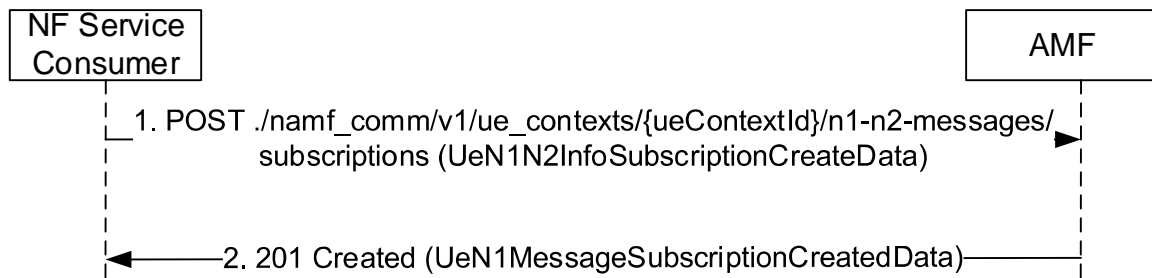 NF Service
Consumer
AMF
1. POST ./namf_comm/v1/ue_contexts/{ueContextId}/n1-n2-messages/
subscriptions (UeN1N2InfoSubscriptionCreateData)
2. 201 Created (UeN1MessageSubscriptionCreatedData)